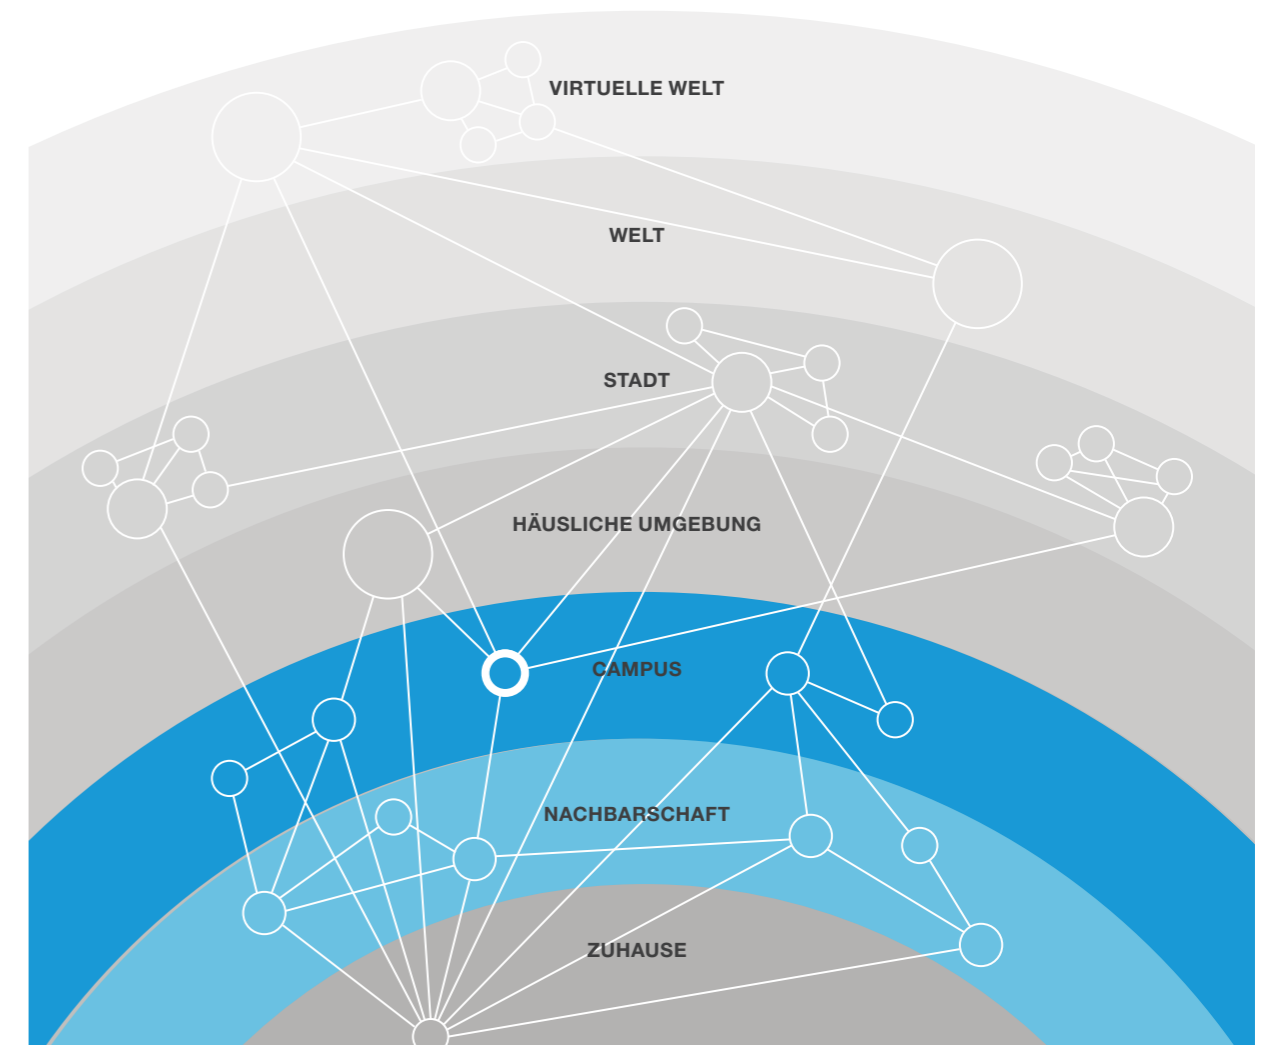 VIRTUELLE WELT
WELT
STADT
HÄUSLICHE UMGEBUNG
CAMPUS
NACHBARSCHAFT
ZUHAUSE